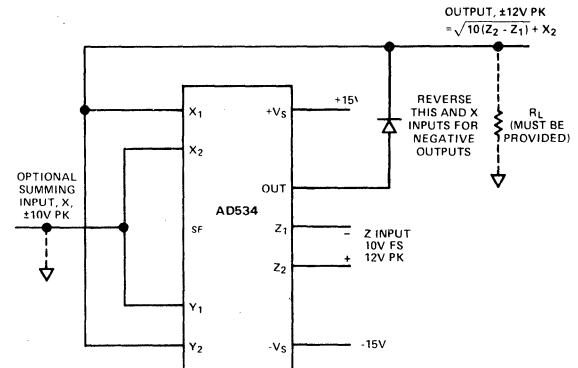 OUTPUT, ±12V PK
= √10(Z2 - Z1) + X2
X1
+VS
+15\
REVERSE
THIS AND X
INPUTS FOR
NEGATIVE
OUTPUTS
RL
(MUST BE
PROVIDED)
X2
OPTIONAL
SUMMING
INPUT, X,
±10V PK
OUT
AD534
SF
Z1
−
Z INPUT
10V FS
12V PK
Z2
+
Y1
Y2
-VS
-15V